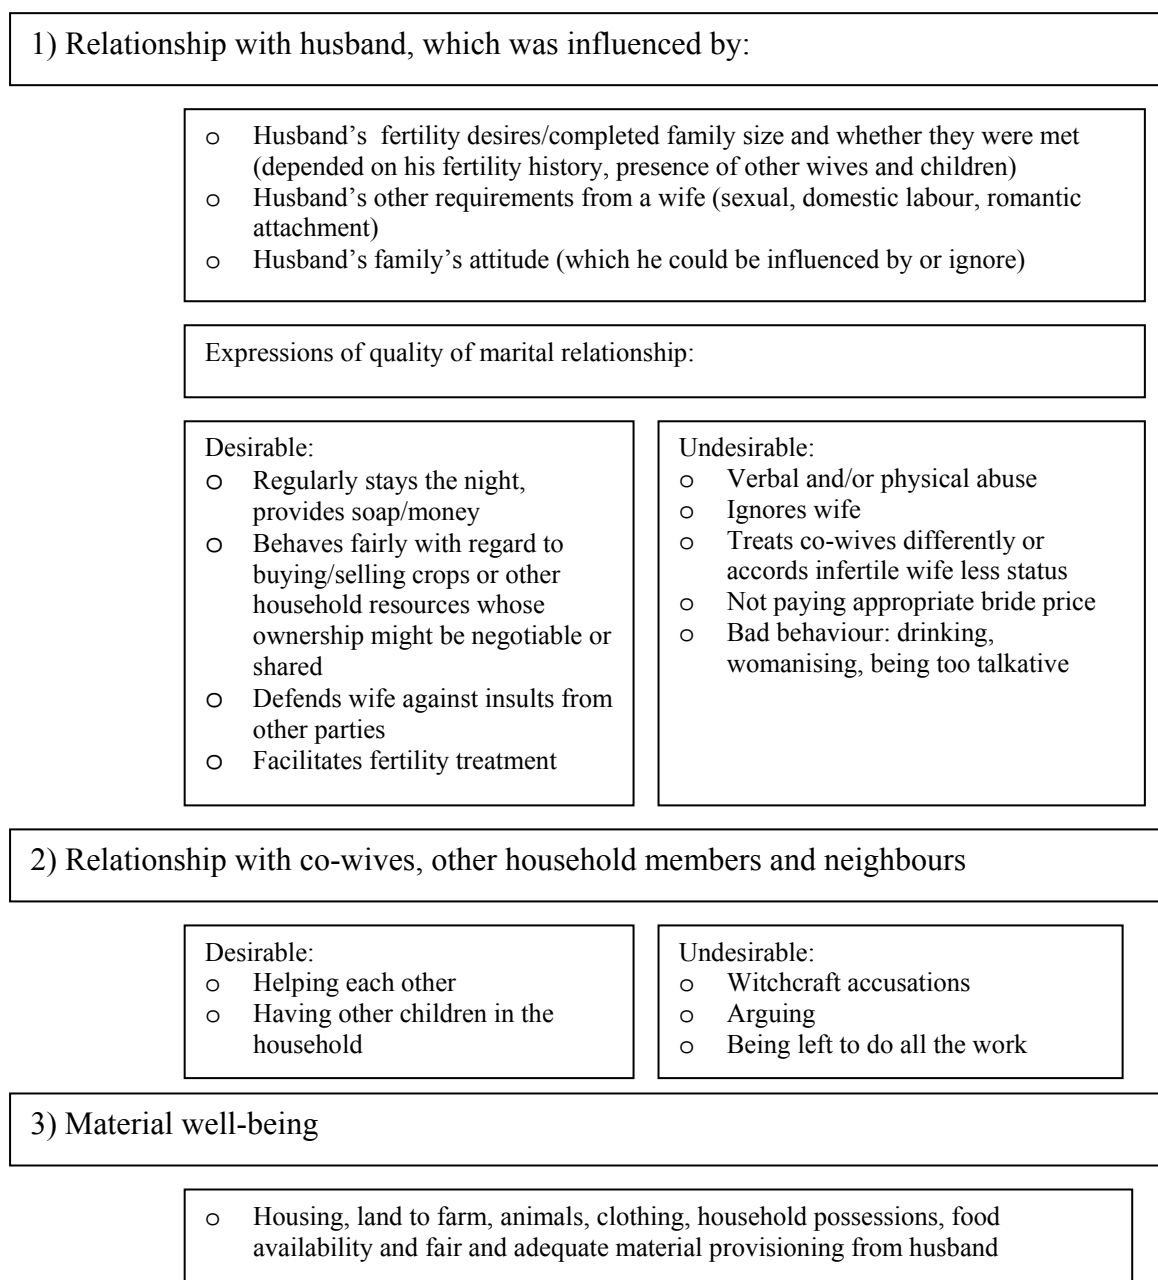 1) Relationship with husband, which was influenced by:
o Husband’s  fertility desires/completed family size and whether they were met
(depended on his fertility history, presence of other wives and children)
o Husband’s other requirements from a wife (sexual, domestic labour, romantic
attachment)
o Husband’s family’s attitude (which he could be influenced by or ignore)
Expressions of quality of marital relationship:
Desirable:
o Regularly stays the night,
provides soap/money
o Behaves fairly with regard to
buying/selling crops or other
household resources whose
ownership might be negotiable or
shared
o Defends wife against insults from
other parties
o Facilitates fertility treatment
Undesirable:
o Verbal and/or physical abuse
o Ignores wife
o Treats co-wives differently or
accords infertile wife less status
o Not paying appropriate bride price
o Bad behaviour: drinking,
womanising, being too talkative
2) Relationship with co-wives, other household members and neighbours
Desirable:
o Helping each other
o Having other children in the
household
Undesirable:
o Witchcraft accusations
o Arguing
o Being left to do all the work
3) Material well-being
o Housing, land to farm, animals, clothing, household possessions, food
availability and fair and adequate material provisioning from husband